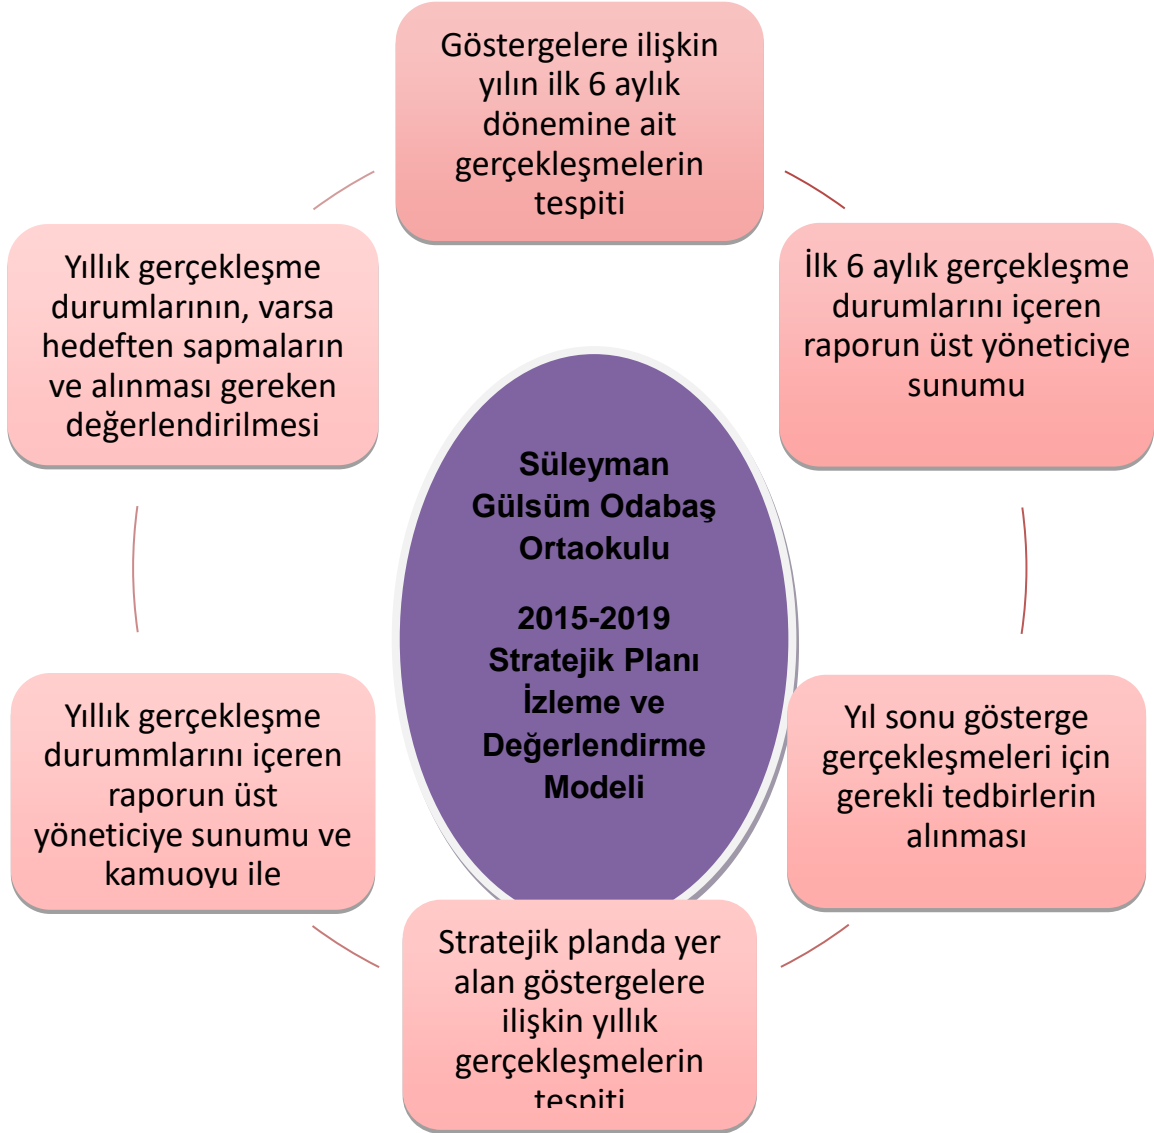 Göstergelere ilişkin
yılın ilk 6 aylık
dönemine ait
gerçekleşmelerin
tespiti
İlk 6 aylık gerçekleşme
durumlarını içeren
raporun üst yöneticiye
sunumu
Yıl sonu gösterge
gerçekleşmeleri için
gerekli tedbirlerin
alınması
Stratejik planda yer
alan göstergelere
ilişkin yıllık
gerçekleşmelerin
tespiti
Yıllık gerçekleşme
durummlarını içeren
raporun üst
yöneticiye sunumu ve
kamuoyu ile
Yıllık gerçekleşme
durumlarının, varsa
hedeften sapmaların
ve alınması gereken
değerlendirilmesi
Süleyman
Gülsüm Odabaş
Ortaokulu
2015-2019
Stratejik Planı
İzleme ve
Değerlendirme
Modeli